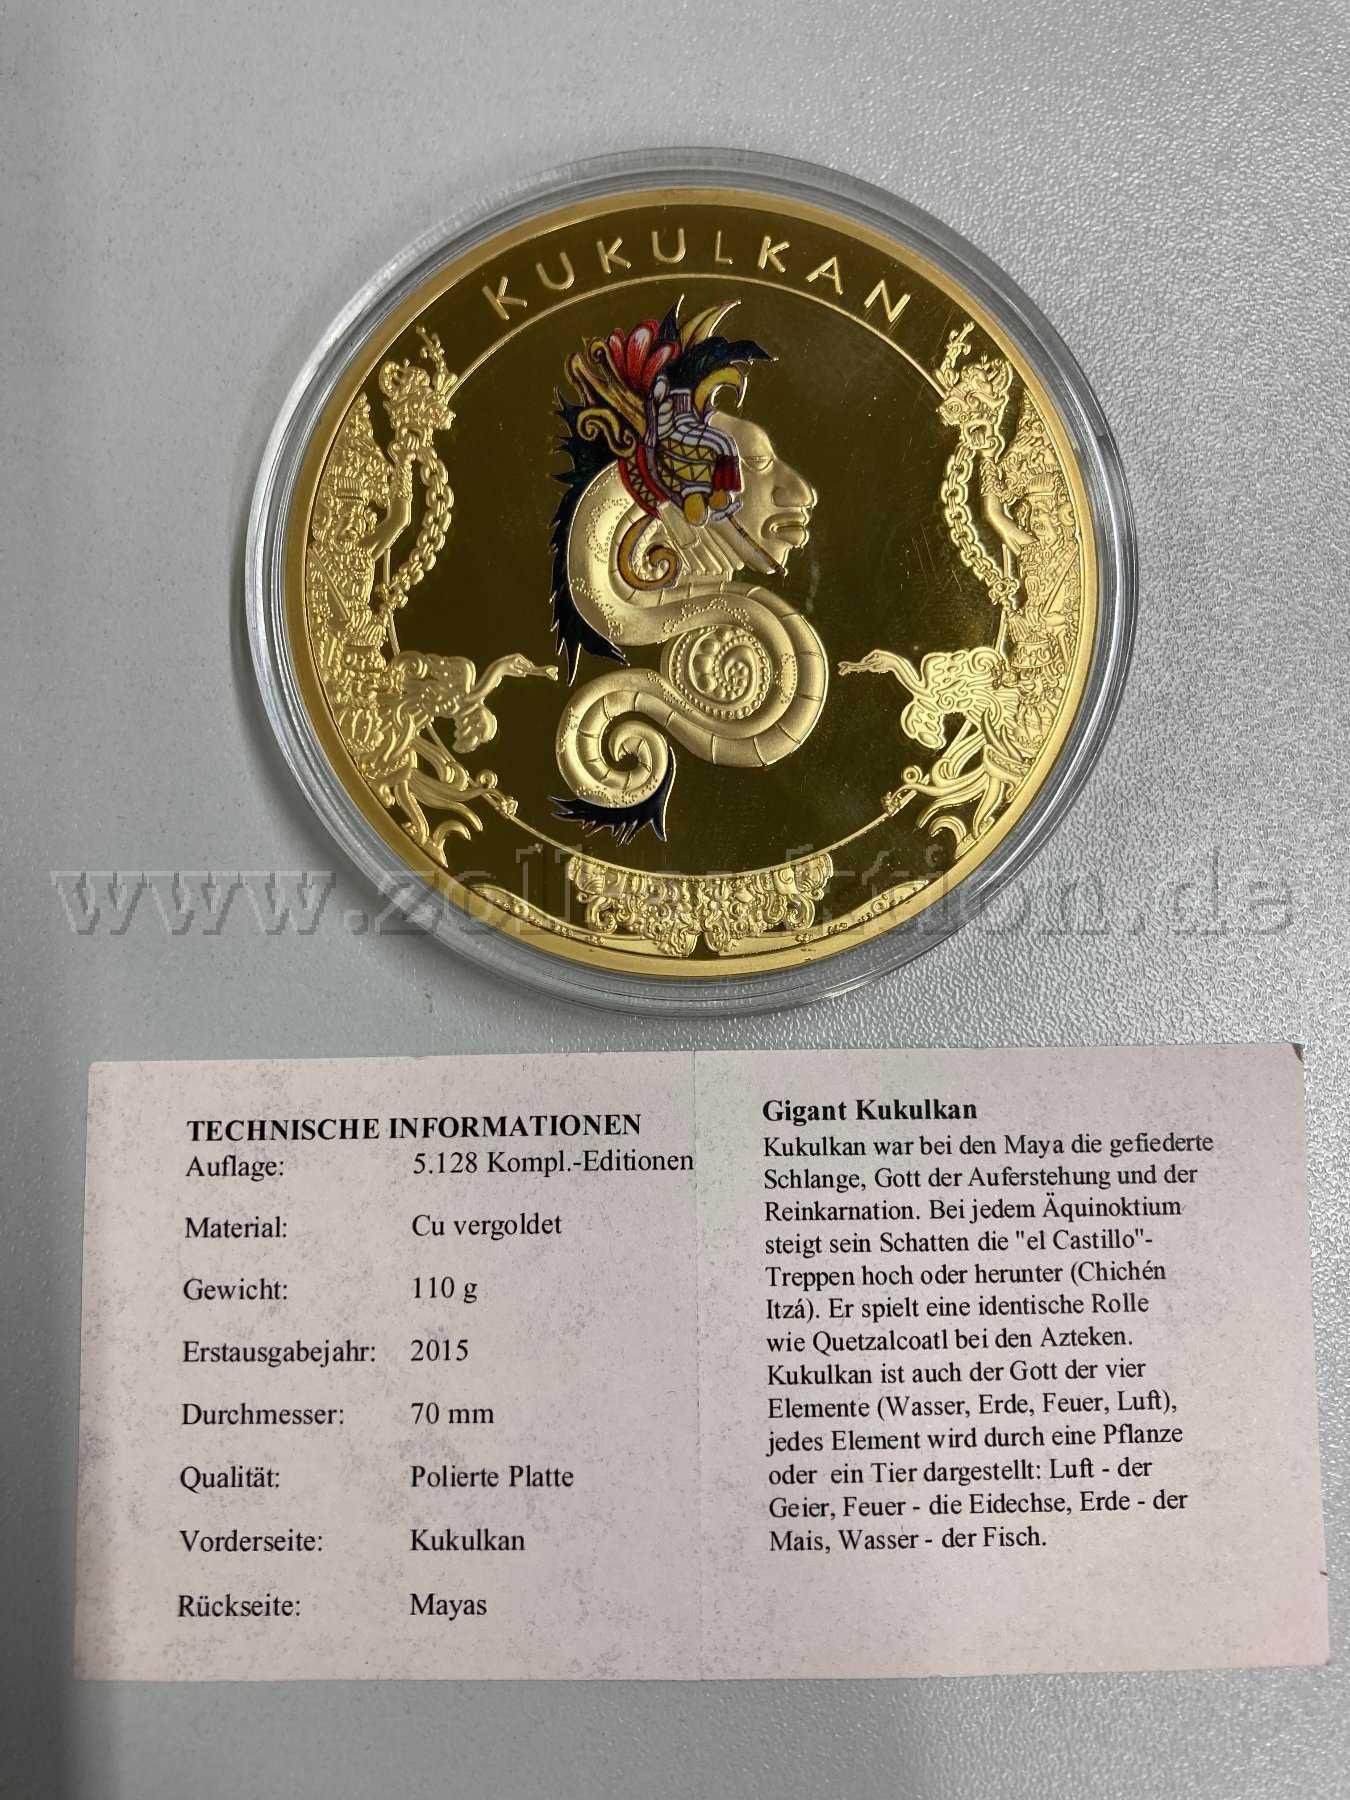 KUKULKAN
www.zollauktion.de
TECHNISCHE INFORMATIONEN
Auflage: 5.128 Kompl.-Editionen
Material: Cu vergoldet
Gewicht: 110 g
Erstausgabejahr: 2015
Durchmesser: 70 mm
Qualität: Polierte Platte
Vorderseite: Kukulkan
Rückseite: Mayas
Gigant Kukulkan
Kukulkan war bei den Maya die gefiederte
Schlange, Gott der Auferstehung und der
Reinkarnation. Bei jedem Äquinoktium
steigt sein Schatten die "el Castillo"-
Treppen hoch oder herunter (Chichén
Itzá). Er spielt eine identische Rolle
wie Quetzalcoatl bei den Azteken.
Kukulkan ist auch der Gott der vier
Elemente (Wasser, Erde, Feuer, Luft),
jedes Element wird durch eine Pflanze
oder ein Tier dargestellt: Luft - der
Geier, Feuer - die Eidechse, Erde - der
Mais, Wasser - der Fisch.